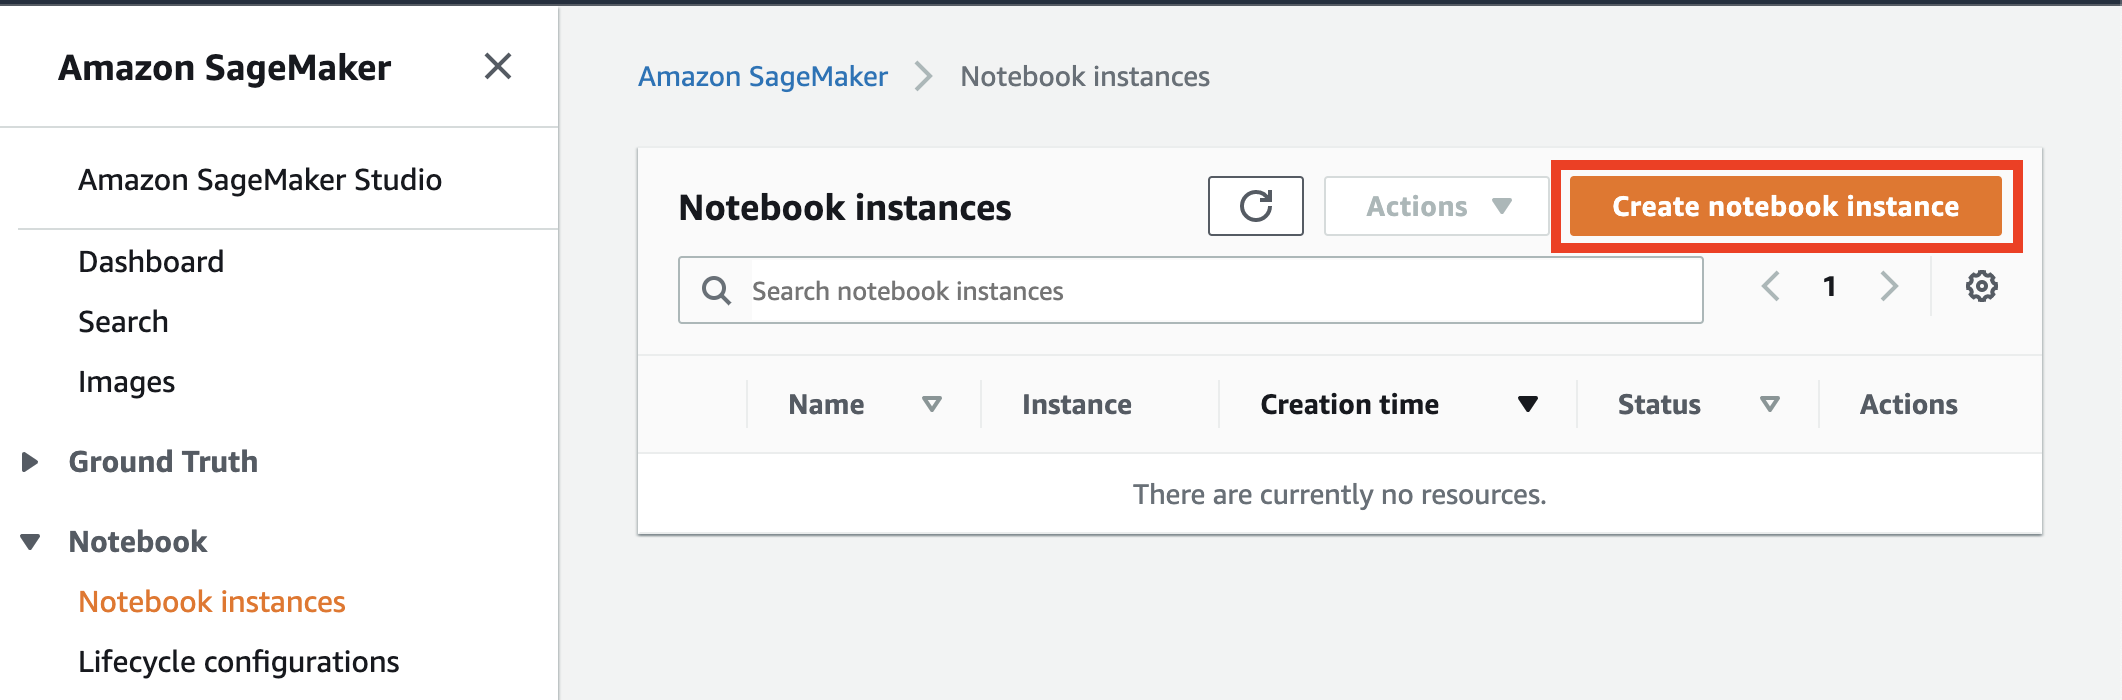 Amazon SageMaker
Amazon SageMaker Studio
Dashboard
Search
Images
Ground Truth
Notebook
Notebook instances
Lifecycle configurations
Amazon SageMaker > Notebook instances
Notebook instances
Actions
Create notebook instance
Search notebook instances
1
Name Instance Creation time Status Actions
There are currently no resources.